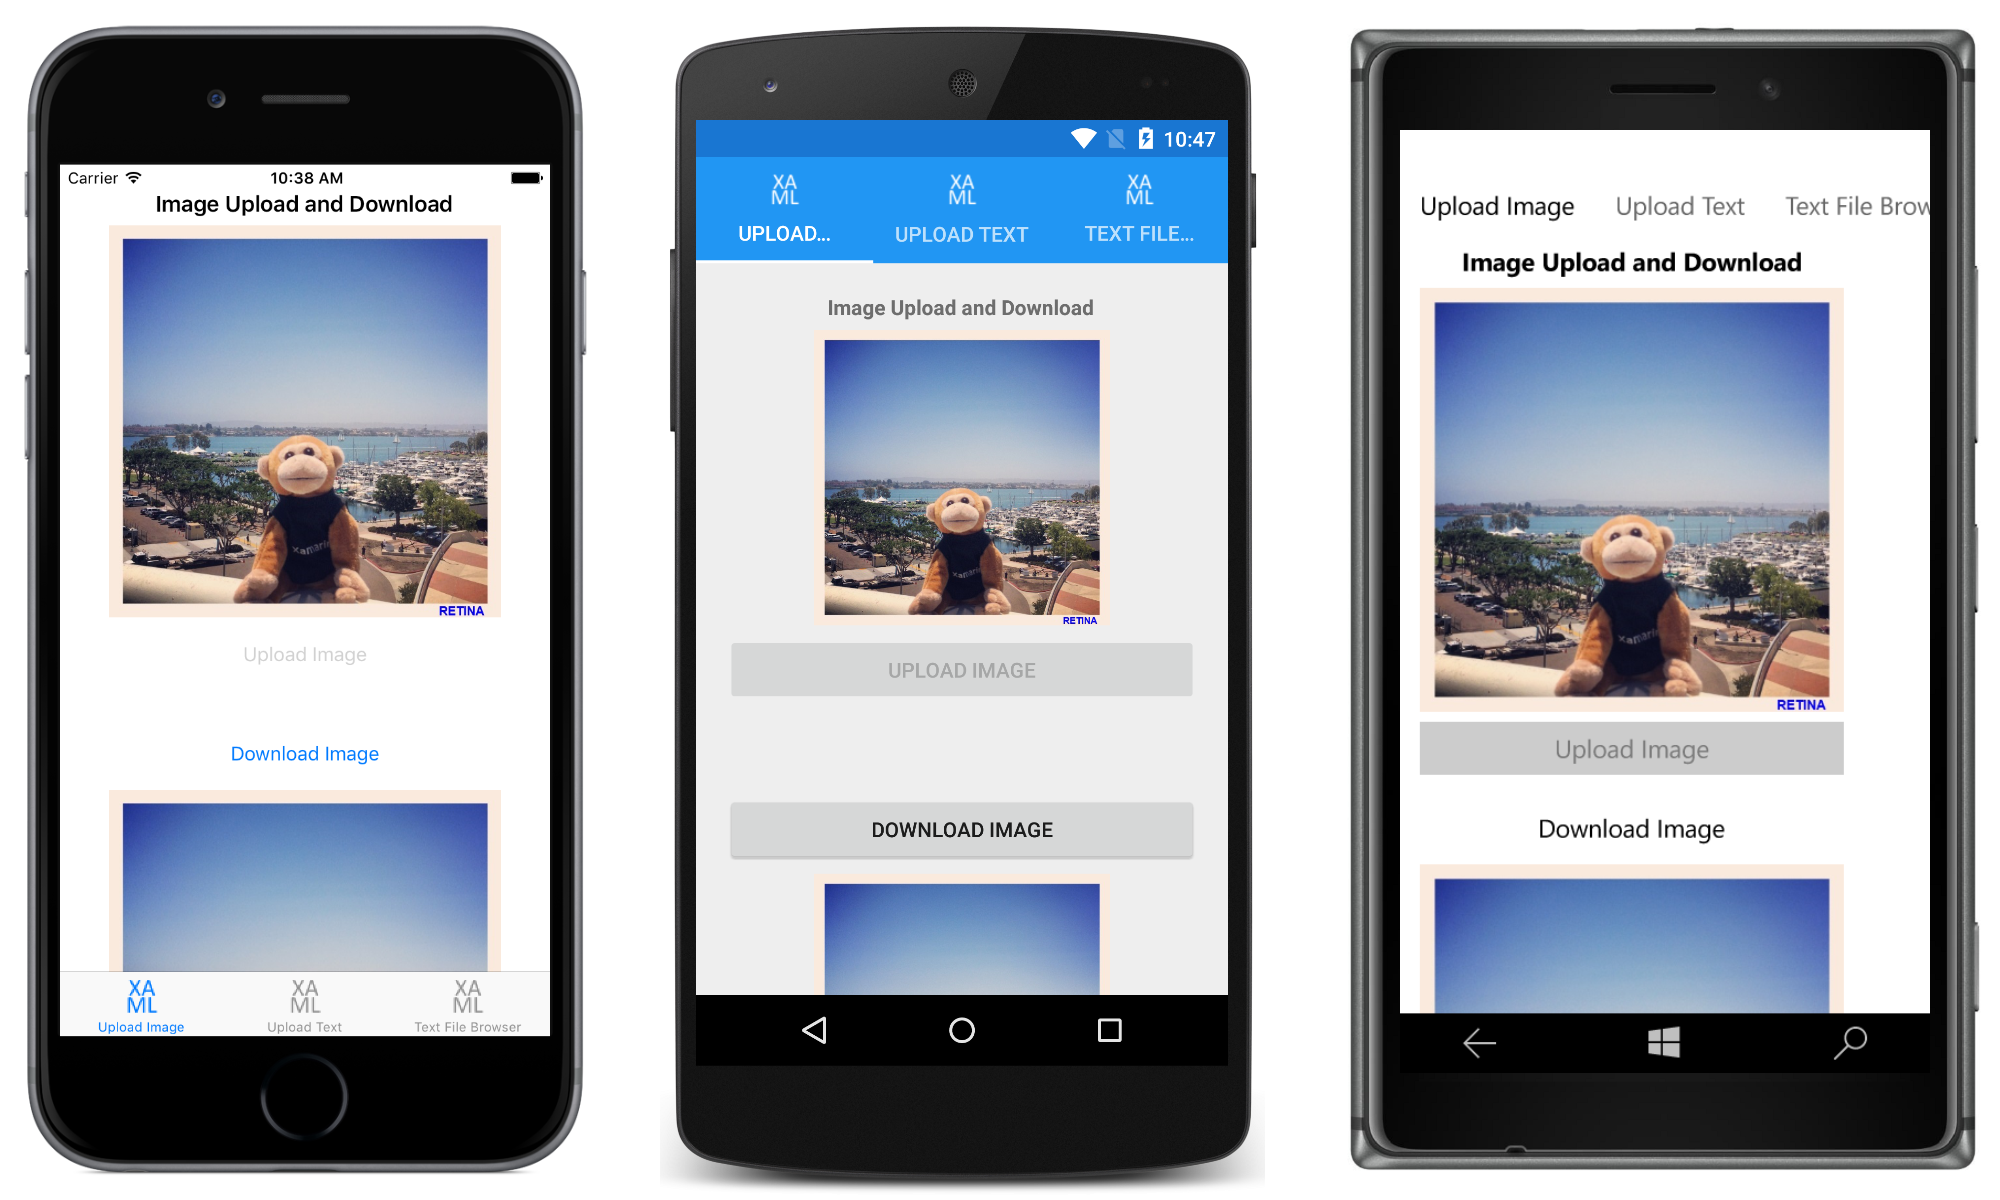 Carrier
10:38 AM
Image Upload and Download
xamarin
RETINA
Upload Image
Download Image
XA
ML
Upload Image
XA
ML
Upload Text
XA
ML
Text File Browser
10:47
XA
ML
UPLOAD...
XA
ML
UPLOAD TEXT
XA
ML
TEXT FILE...
Image Upload and Download
xamarin
RETINA
UPLOAD IMAGE
DOWNLOAD IMAGE
Upload Image
Upload Text
Text File Brow
Image Upload and Download
xamarin
RETINA
Upload Image
Download Image